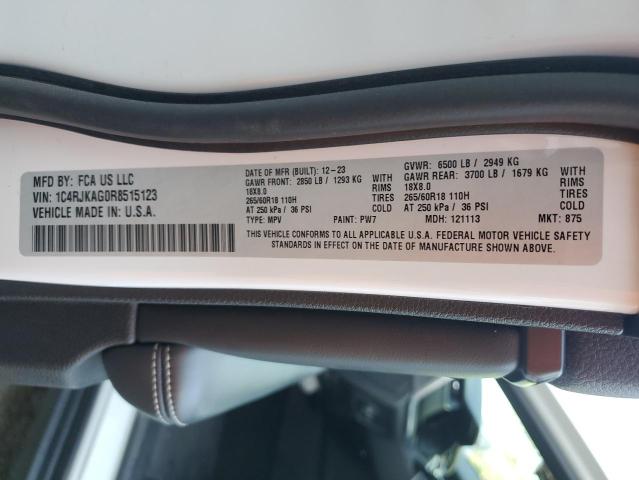 MFD BY: FCA US LLC
VIN: 1C4RJKAG0R8515123
VEHICLE MADE IN: U.S.A.
DATE OF MFR (BUILT): 12-23
GAWR FRONT: 2850 LB / 1293 KG WITH
18X8.0 RIMS
265/60R18 110H TIRES
AT 250 kPa / 36 PSI COLD
TYPE: MPV PAINT: PW7
GVWR: 6500 LB / 2949 KG
GAWR REAR: 3700 LB / 1679 KG WITH
18X8.0 RIMS
265/60R18 110H TIRES
AT 250 kPa / 36 PSI COLD
MDH: 121113 MKT: 875
THIS VEHICLE CONFORMS TO ALL APPLICABLE U.S.A. FEDERAL MOTOR VEHICLE SAFETY
STANDARDS IN EFFECT ON THE DATE OF MANUFACTURE SHOWN ABOVE.